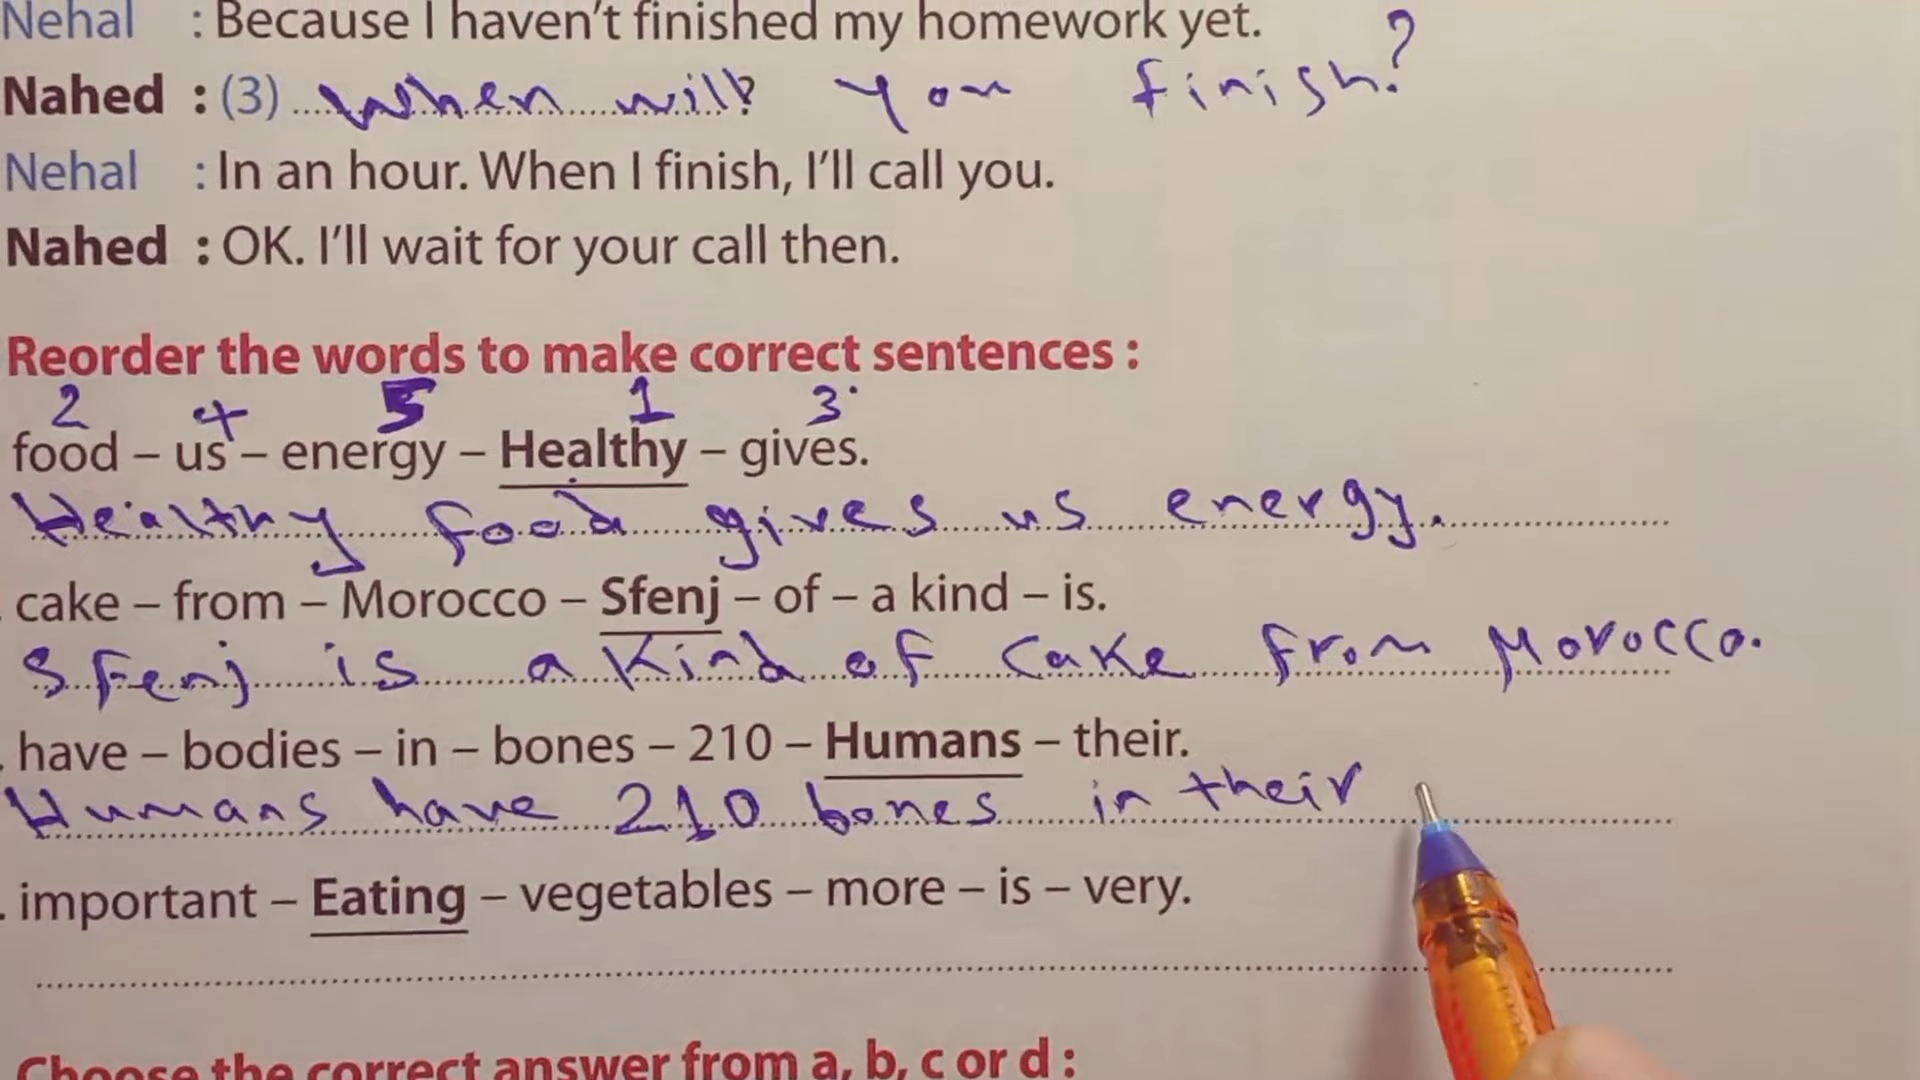 Nehal : Because I haven't finished my homework yet.
Nahed : (3) When will? you finish?
Nehal : In an hour. When I finish, I'll call you.
Nahed : OK. I'll wait for your call then.
Reorder the words to make correct sentences :
2 4 5 1 3
food – us – energy – Healthy – gives.
Healthy food gives us energy.
cake – from – Morocco – Sfenj – of – a kind – is.
Sfenj is a kind of cake from Morocco.
have – bodies – in – bones – 210 – Humans – their.
Humans have 210 bones in their
important – Eating – vegetables – more – is – very.
Choose the correct answer from a, b, c or d :